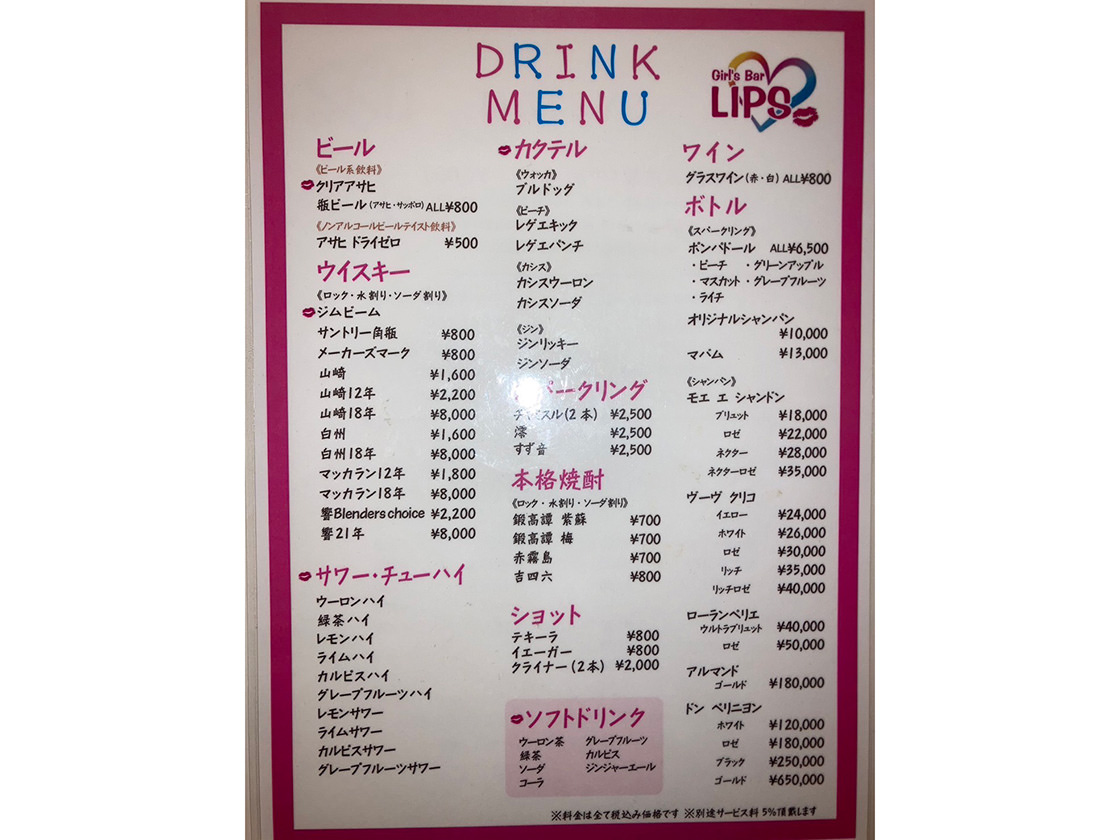 DRINK
MENU
Girl's Bar
LIPS
ビール
《ビール系飲料》
クリアアサヒ
瓶ビール(アサヒ・サッポロ) ALL¥800
《ノンアルコールビールテイスト飲料》
アサヒ ドライゼロ ¥500
ウイスキー
《ロック・水割り・ソーダ割り》
ジムビーム
サントリー角瓶 ¥800
メーカーズマーク ¥800
山崎 ¥1,600
山崎12年 ¥2,200
山崎18年 ¥8,000
白州 ¥1,600
白州18年 ¥8,000
マッカラン12年 ¥1,800
マッカラン18年 ¥8,000
響Blenders choice ¥2,200
響21年 ¥8,000
サワー・チューハイ
ウーロンハイ
緑茶ハイ
レモンハイ
ライムハイ
カルピスハイ
グレープフルーツハイ
レモンサワー
ライムサワー
カルピスサワー
グレープフルーツサワー
カクテル
《ウォッカ》
ブルドッグ
《ピーチ》
レゲエキック
レゲエパンチ
《カシス》
カシスウーロン
カシスソーダ
《ジン》
ジンリッキー
ジンソーダ
パークリング
(2本) ¥2,500
澪 ¥2,500
すず音 ¥2,500
本格焼酎
《ロック・水割り・ソーダ割り》
鍛高譚 紫蘇 ¥700
鍛高譚 梅 ¥700
赤霧島 ¥700
吉四六 ¥800
ショット
テキーラ ¥800
イエーガー ¥800
クライナー(2本) ¥2,000
ソフトドリンク
ウーロン茶 グレープフルーツ
緑茶 カルピス
ソーダ ジンジャーエール
コーラ
ワイン
グラスワイン(赤・白) ALL¥800
ボトル
《スパークリング》
ポンパドール ALL¥6,500
・ピーチ ・グリーンアップル
・マスカット ・グレープフルーツ
・ライチ
オリジナルシャンパン
¥10,000
マバム ¥13,000
《シャンパン》
モエ エ シャンドン
ブリュット ¥18,000
ロゼ ¥22,000
ネクター ¥28,000
ネクターロゼ ¥35,000
ヴーヴ クリコ
イエロー ¥24,000
ホワイト ¥26,000
ロゼ ¥30,000
リッチ ¥35,000
リッチロゼ ¥40,000
ローランペリエ
ウルトラブリュット ¥40,000
ロゼ ¥50,000
アルマンド
ゴールド ¥180,000
ドン ペリニヨン
ホワイト ¥120,000
ロゼ ¥180,000
ブラック ¥250,000
ゴールド ¥650,000
※料金は全て税込み価格です ※別途サービス料 5%頂戴します